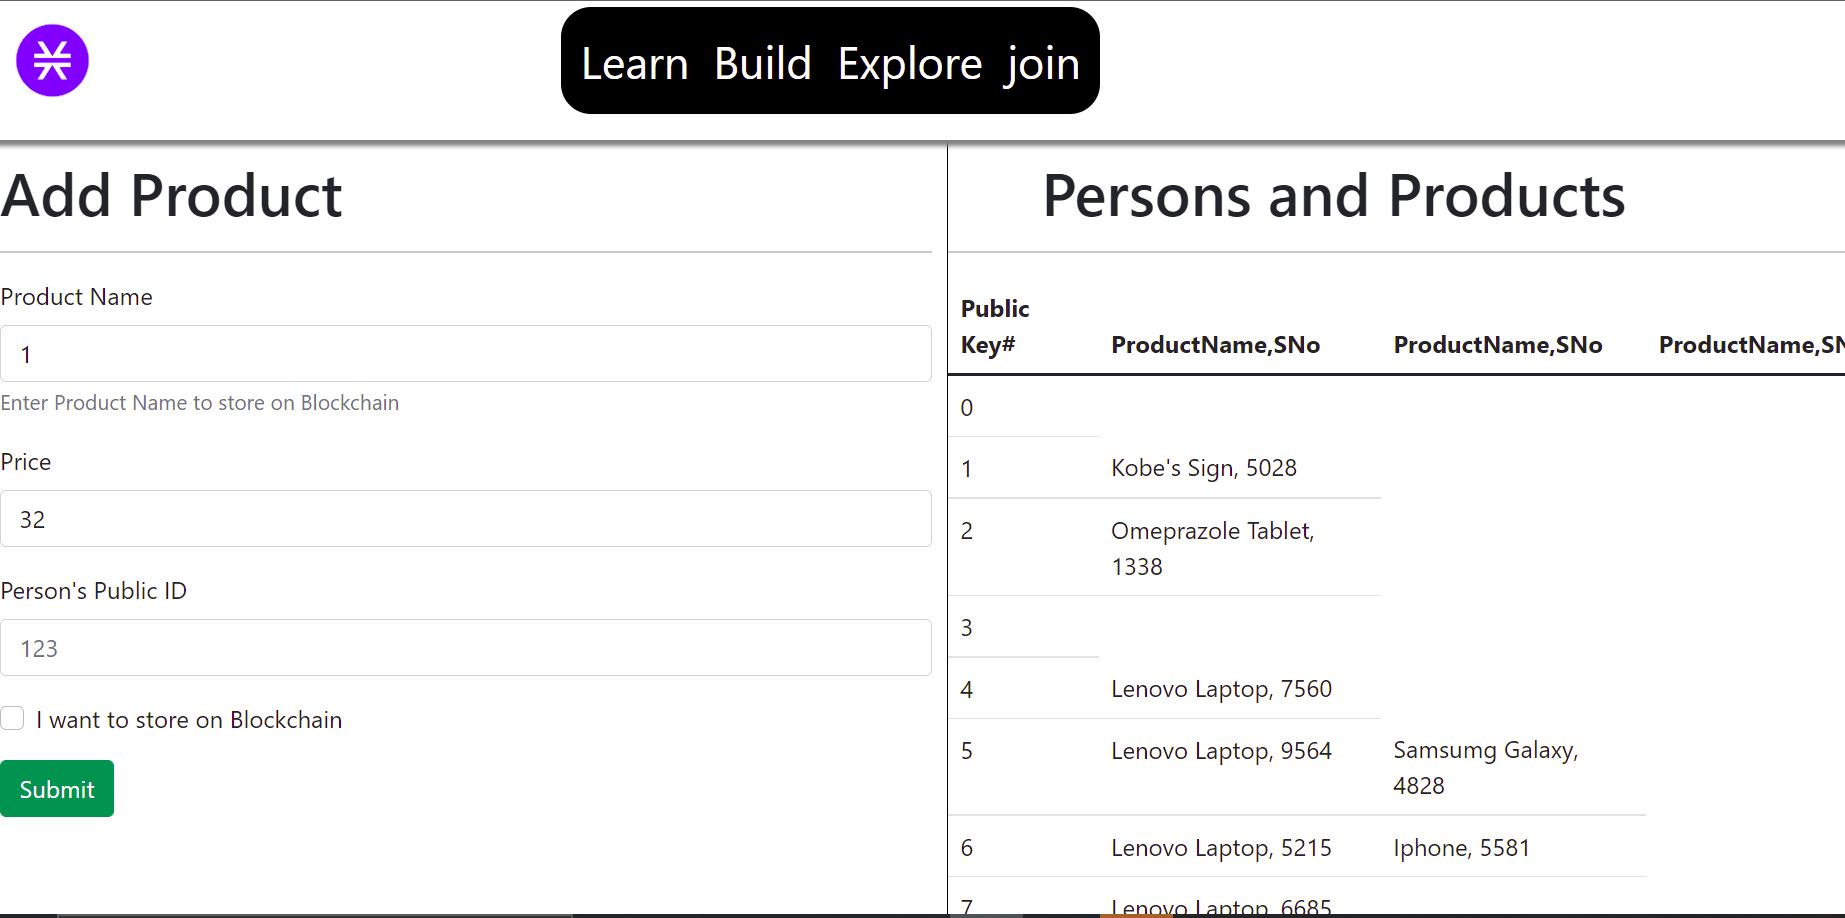 Learn Build Explore join
Add Product
Product Name
1
Enter Product Name to store on Blockchain
Price
32
Person's Public ID
123
I want to store on Blockchain
Submit
Persons and Products
Public
Key# ProductName,SNo ProductName,SNo ProductName,SN
0
1 Kobe's Sign, 5028
2 Omeprazole Tablet,
1338
3
4 Lenovo Laptop, 7560
5 Lenovo Laptop, 9564 Samsumg Galaxy,
4828
6 Lenovo Laptop, 5215 Iphone, 5581
7 Lenovo Laptop, 6685